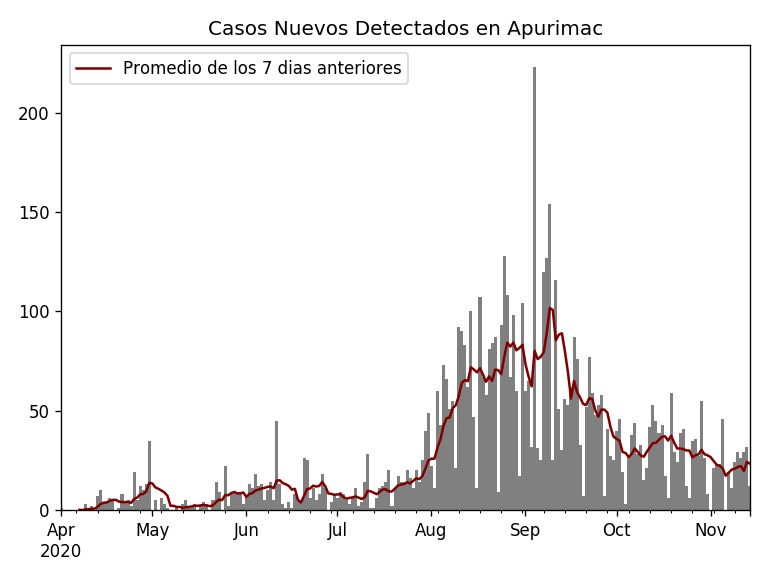 Casos Nuevos Detectados en Apurimac
Promedio de los 7 dias anteriores
200
150
100
50
0
Apr May Jun Jul Aug Sep Oct Nov
2020